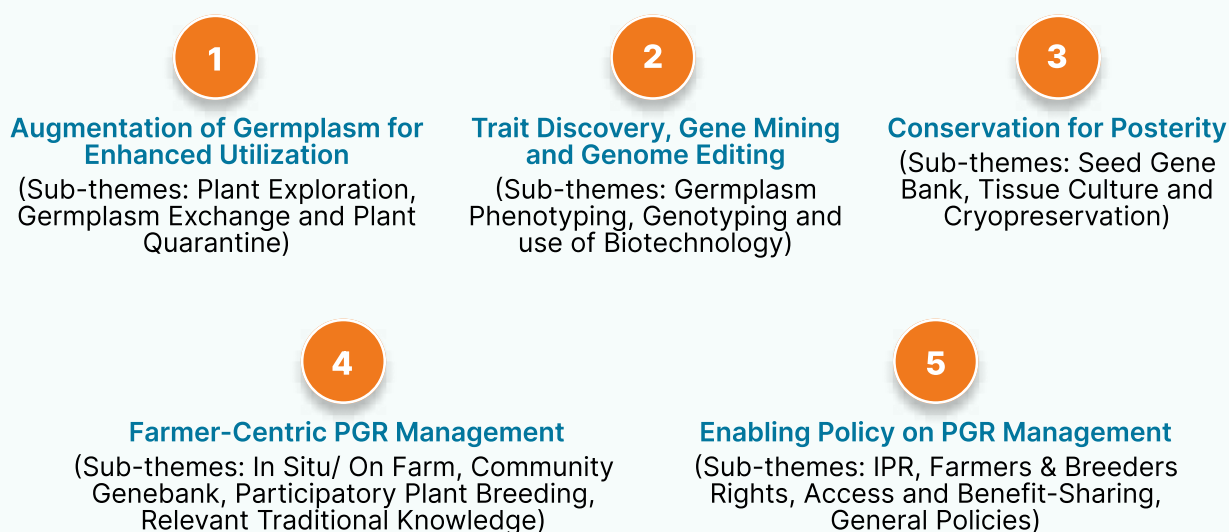 1
Augmentation of Germplasm for
Enhanced Utilization
(Sub-themes: Plant Exploration,
Germplasm Exchange and Plant
Quarantine)
2
Trait Discovery, Gene Mining
and Genome Editing
(Sub-themes: Germplasm
Phenotyping, Genotyping and
use of Biotechnology)
3
Conservation for Posterity
(Sub-themes: Seed Gene
Bank, Tissue Culture and
Cryopreservation)
4
Farmer-Centric PGR Management
(Sub-themes: In Situ/ On Farm, Community
Genebank, Participatory Plant Breeding,
Relevant Traditional Knowledge)
5
Enabling Policy on PGR Management
(Sub-themes: IPR, Farmers & Breeders
Rights, Access and Benefit-Sharing,
General Policies)